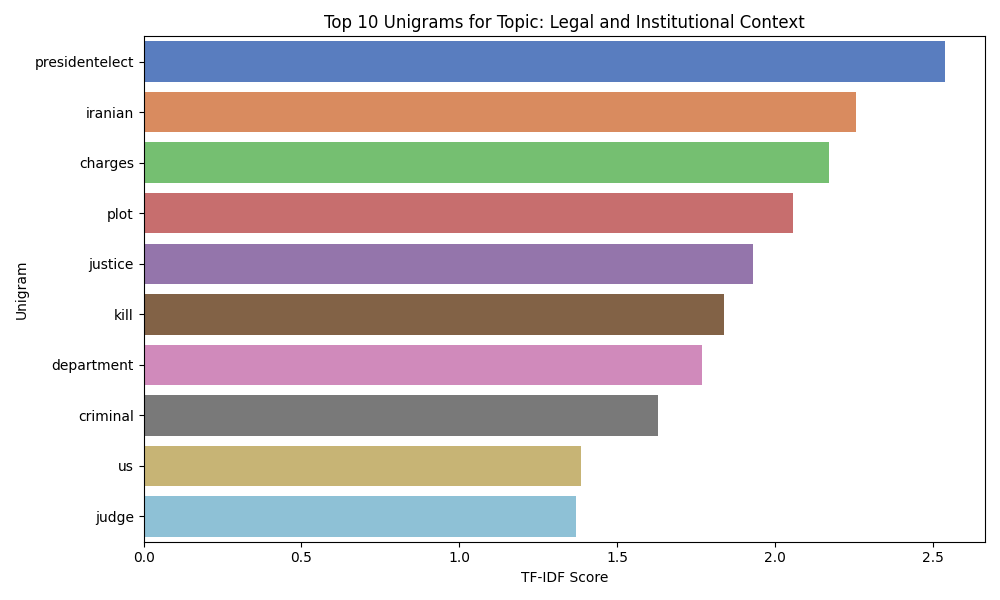 Top 10 Unigrams for Topic: Legal and Institutional Context
presidentelect
iranian
charges
plot
justice
kill
department
criminal
us
judge
Unigram
0.0 0.5 1.0 1.5 2.0 2.5
TF-IDF Score